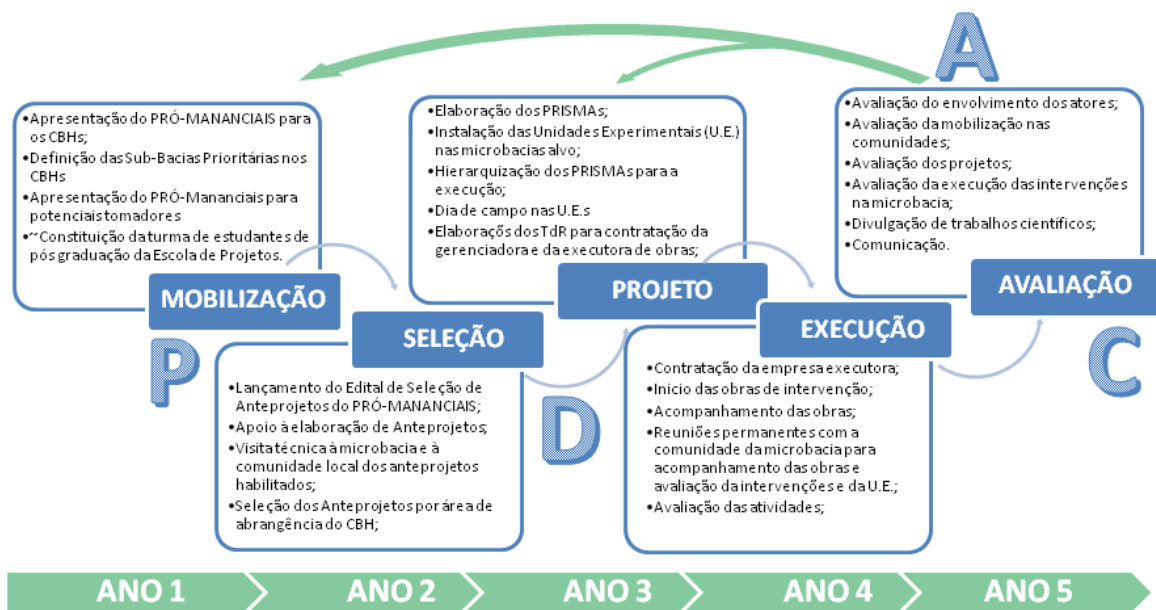 A
•Apresentação do PRÓ-MANANCIAIS para
os CBHs;
•Definição das Sub-Bacias Prioritárias nos
CBHs
•Apresentação do PRÓ-Mananciais para
potenciais tomadores
•~Constituição da turma de estudantes de
pós graduação da Escola de Projetos.
MOBILIZAÇÃO
P
SELEÇÃO
•Lançamento do Edital de Seleção de
Anteprojetos do PRÓ-MANANCIAIS;
•Apoio à elaboração de Anteprojetos;
•Visita técnica à microbacia e à
comunidade local dos anteprojetos
habilitados;
•Seleção dos Anteprojetos por área de
abrangência do CBH;
•Elaboração dos PRISMAs;
•Instalação das Unidades Experimentais (U.E.)
nas microbacias alvo;
•Hierarquização dos PRISMAs para a
execução;
•Dia de campo nas U.E.s
•Elaboraçõs dos TdR para contratação da
gerenciadora e da executora de obras;
PROJETO
D
EXECUÇÃO
•Contratação da empresa executora;
•Inicio das obras de intervenção;
•Acompanhamento das obras;
•Reuniões permanentes com a
comunidade da microbacia para
acompanhamento das obras e
avaliação da intervenções e da U.E.;
•Avaliação das atividades;
•Avaliação do envolvimento dos atores;
•Avaliação da mobilização nas
comunidades;
•Avaliação dos projetos;
•Avaliação da execução das intervenções
na microbacia;
•Divulgação de trabalhos científicos;
•Comunicação.
AVALIAÇÃO
C
ANO 1
ANO 2
ANO 3
ANO 4
ANO 5